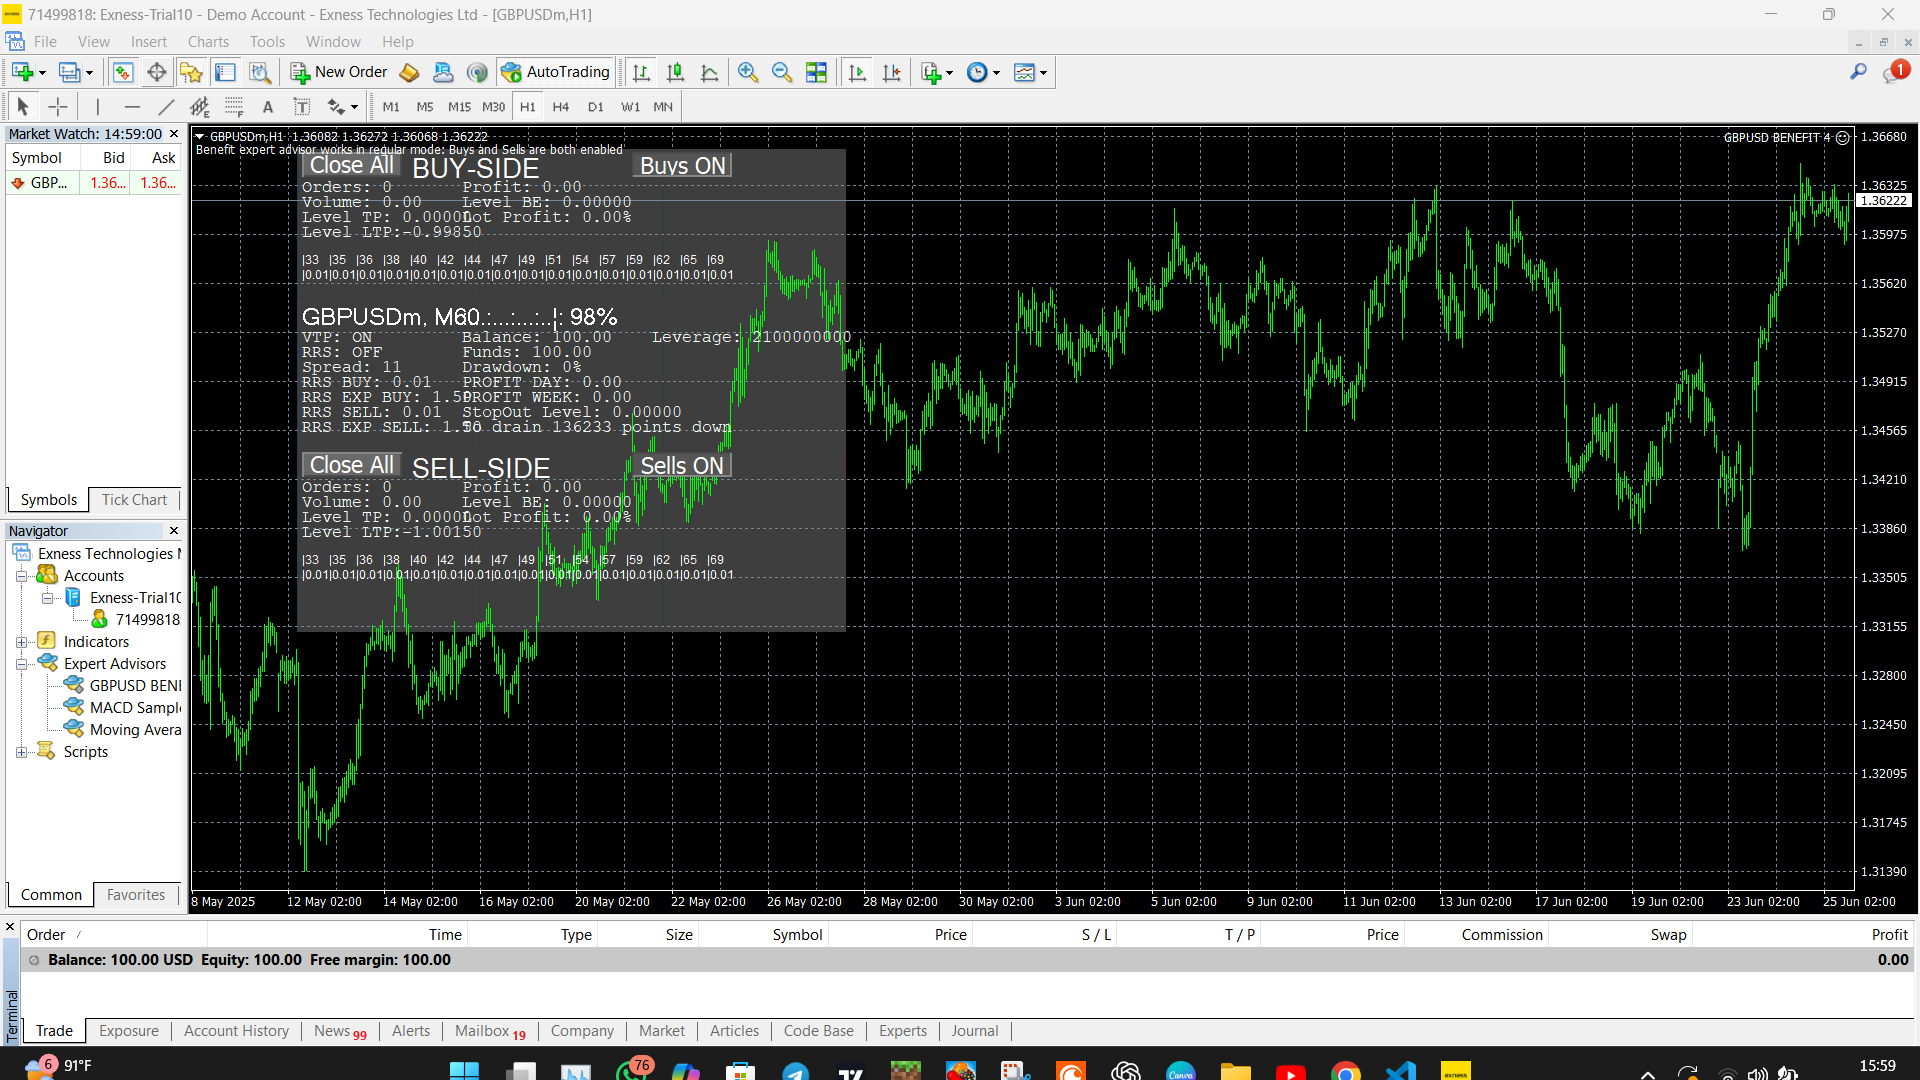 71499818: Exness-Trial10 - Demo Account - Exness Technologies Ltd - [GBPUSDm,H1]
File View Insert Charts Tools Window Help
New Order AutoTrading 1
A T M1 M5 M15 M30 H1 H4 D1 W1 MN
Market Watch: 14:59:00
Symbol Bid Ask
GBP... 1.36... 1.36...
Symbols Tick Chart
Navigator
Exness Technologies
Accounts
Exness-Trial10
71499818
Indicators
Expert Advisors
GBPUSD BENI
MACD Sample
Moving Avera
Scripts
Common Favorites
GBPUSDm,H1 1.36082 1.36272 1.36068 1.36222
GBPUSD BENEFIT 4
Benefit expert advisor works in regular mode: Buys and Sells are both enabled
Close All BUY-SIDE Buys ON
Orders: 0 Profit: 0.00
Volume: 0.00 Level BE: 0.00000
Level TP: 0.00000 Lot Profit: 0.00%
Level LTP:-0.99850
|33 |35 |36 |38 |40 |42 |44 |47 |49 |51 |54 |57 |59 |62 |65 |69
|0.01|0.01|0.01|0.01|0.01|0.01|0.01|0.01|0.01|0.01|0.01|0.01|0.01|0.01|0.01|0.01
GBPUSDm, M60.:...:...:..¦: 98%
VTP: ON Balance: 100.00 Leverage: 2100000000
RRS: OFF Funds: 100.00
Spread: 11 Drawdown: 0%
RRS BUY: 0.01 PROFIT DAY: 0.00
RRS EXP BUY: 1.50 PROFIT WEEK: 0.00
RRS SELL: 0.01 StopOut Level: 0.00000
RRS EXP SELL: 1.50 To drain 136233 points down
Close All SELL-SIDE Sells ON
Orders: 0 Profit: 0.00
Volume: 0.00 Level BE: 0.00000
Level TP: 0.00000 Lot Profit: 0.00%
Level LTP:-1.00150
|33 |35 |36 |38 |40 |42 |44 |47 |49 |51 |54 |57 |59 |62 |65 |69
|0.01|0.01|0.01|0.01|0.01|0.01|0.01|0.01|0.01|0.01|0.01|0.01|0.01|0.01|0.01|0.01
1.36680
1.36325
1.36222
1.35975
1.35620
1.35270
1.34915
1.34565
1.34210
1.33860
1.33505
1.33155
1.32800
1.32450
1.32095
1.31745
1.31390
8 May 2025 12 May 02:00 14 May 02:00 16 May 02:00 20 May 02:00 22 May 02:00 26 May 02:00 28 May 02:00 30 May 02:00 3 Jun 02:00 5 Jun 02:00 9 Jun 02:00 11 Jun 02:00 13 Jun 02:00 17 Jun 02:00 19 Jun 02:00 23 Jun 02:00 25 Jun 02:00
Order / Time Type Size Symbol Price S / L T / P Price Commission Swap Profit
Balance: 100.00 USD Equity: 100.00 Free margin: 100.00 0.00
Terminal
Trade Exposure Account History News 99 Alerts Mailbox 19 Company Market Articles Code Base Experts Journal
6 91°F 76 Canva exness 15:59